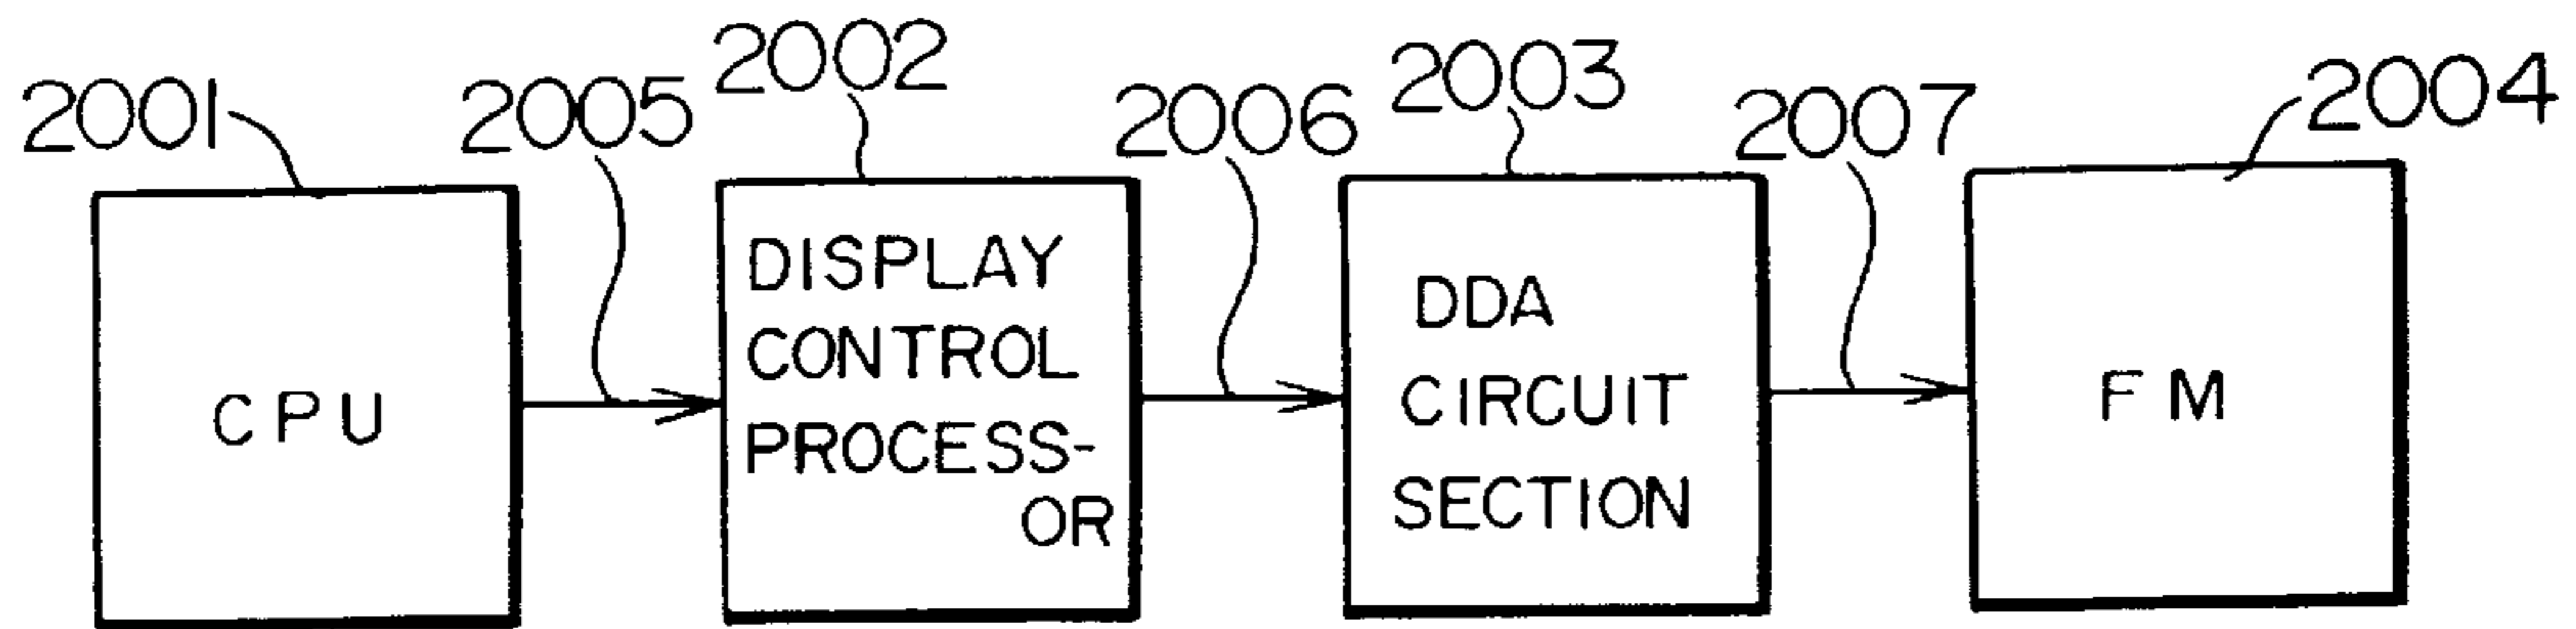 2001
2005
2002
2006
2003
2007
2004
CPU
DISPLAY
CONTROL
PROCESS-
OR
DDA
CIRCUIT
SECTION
FM